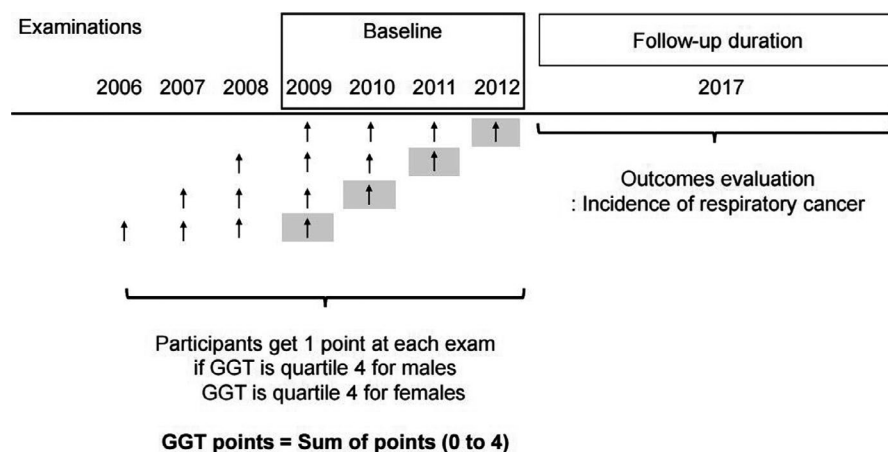 Examinations
Baseline
Follow-up duration
2006 2007 2008 2009 2010 2011 2012 2017
Outcomes evaluation
: Incidence of respiratory cancer
Participants get 1 point at each exam
if GGT is quartile 4 for males
GGT is quartile 4 for females
GGT points = Sum of points (0 to 4)